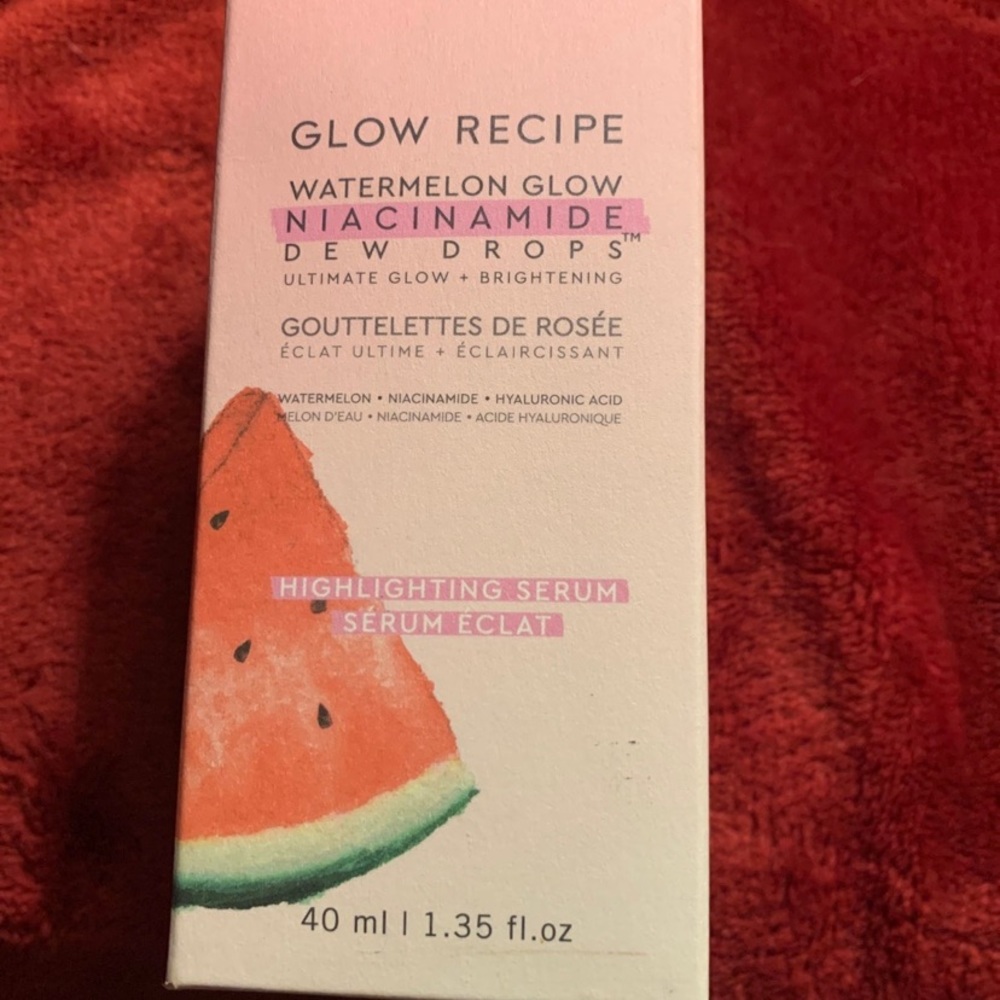 GLOW RECIPE
WATERMELON GLOW
NIACINAMIDE
DEW DROPS™
ULTIMATE GLOW + BRIGHTENING
GOUTTELETTES DE ROSÉE
ÉCLAT ULTIME + ÉCLAIRCISSANT
WATERMELON • NIACINAMIDE • HYALURONIC ACID
MELON D'EAU • NIACINAMIDE • ACIDE HYALURONIQUE
HIGHLIGHTING SERUM
SÉRUM ÉCLAT
40 ml | 1.35 fl.oz